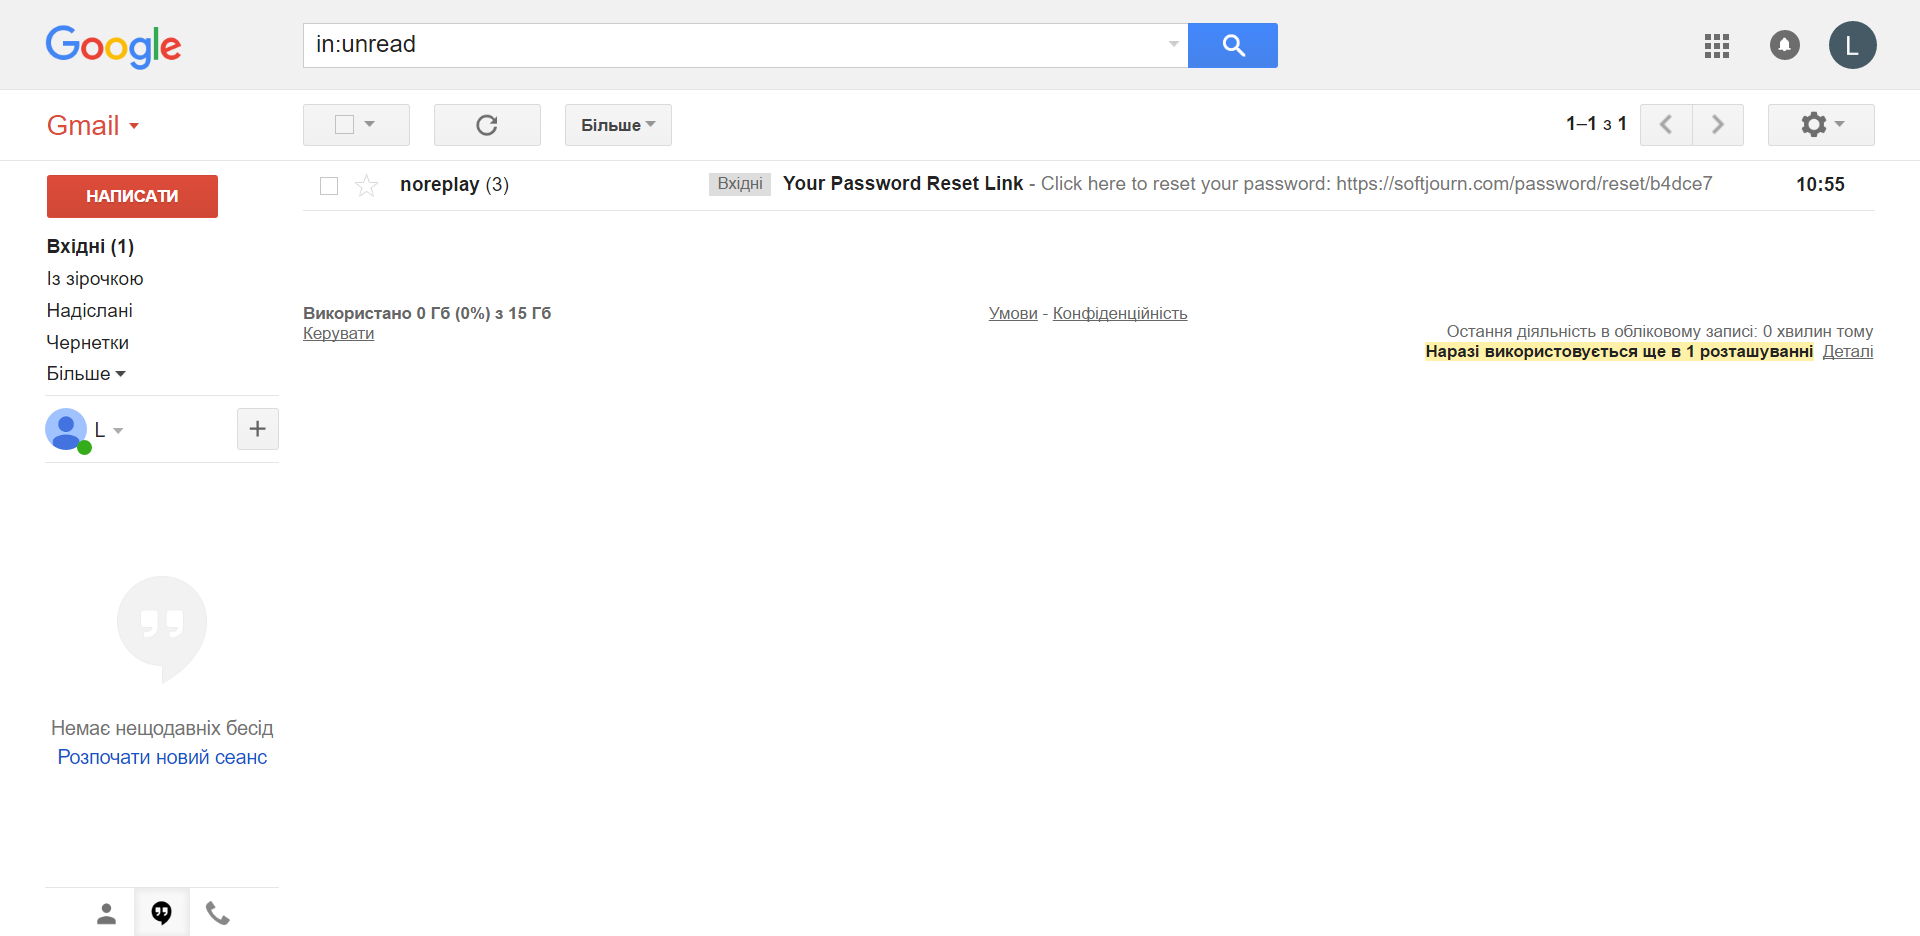 Google
in:unread
L
Gmail
Більше
1–1 з 1
НАПИСАТИ
noreplay (3)
Вхідні
Your Password Reset Link - Click here to reset your password: https://softjourn.com/password/reset/b4dce7
10:55
Вхідні (1)
Із зірочкою
Надіслані
Чернетки
Більше
L
Використано 0 Гб (0%) з 15 Гб
Керувати
Умови - Конфіденційність
Остання діяльність в обліковому записі: 0 хвилин тому
Наразі використовується ще в 1 розташуванні Деталі
Немає нещодавніх бесід
Розпочати новий сеанс